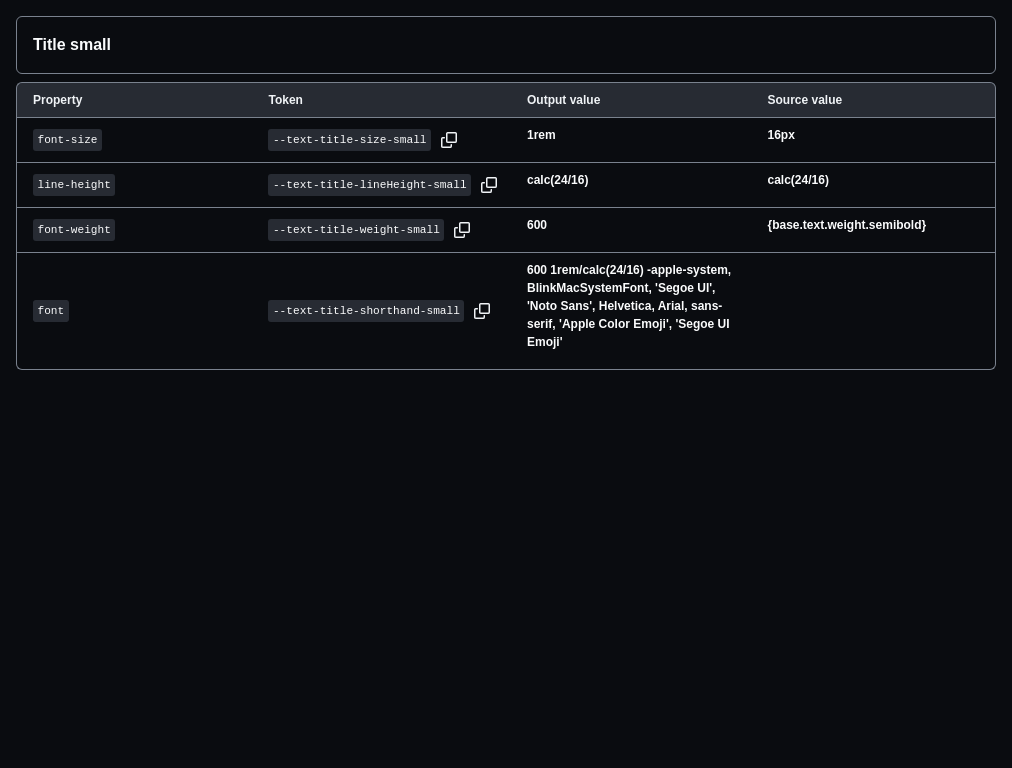 Title small
Property Token Output value Source value
font-size --text-title-size-small 1rem 16px
line-height --text-title-lineHeight-small calc(24/16) calc(24/16)
font-weight --text-title-weight-small 600 {base.text.weight.semibold}
font --text-title-shorthand-small 600 1rem/calc(24/16) -apple-system,
BlinkMacSystemFont, 'Segoe UI',
'Noto Sans', Helvetica, Arial, sans-
serif, 'Apple Color Emoji', 'Segoe UI
Emoji'